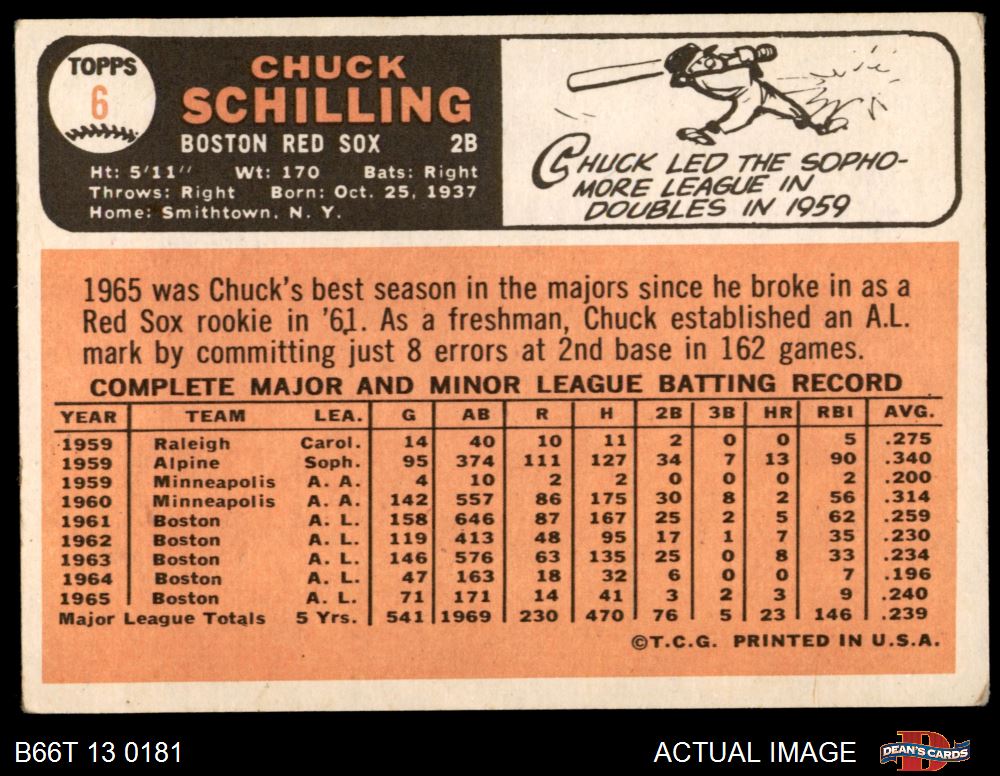 TOPPS
6
CHUCK
SCHILLING
BOSTON RED SOX 2B
Ht: 5'11" Wt: 170 Bats: Right
Throws: Right Born: Oct. 25, 1937
Home: Smithtown, N. Y.
CHUCK LED THE SOPHO-
MORE LEAGUE IN
DOUBLES IN 1959
1965 was Chuck's best season in the majors since he broke in as a
Red Sox rookie in '61. As a freshman, Chuck established an A.L.
mark by committing just 8 errors at 2nd base in 162 games.
COMPLETE MAJOR AND MINOR LEAGUE BATTING RECORD
YEAR TEAM LEA. G AB R H 2B 3B HR RBI AVG.
1959 Raleigh Carol. 14 40 10 11 2 0 0 5 .275
1959 Alpine Soph. 95 374 111 127 34 7 13 90 .340
1959 Minneapolis A. A. 4 10 2 2 0 0 0 2 .200
1960 Minneapolis A. A. 142 557 86 175 30 8 2 56 .314
1961 Boston A. L. 158 646 87 167 25 2 5 62 .259
1962 Boston A. L. 119 413 48 95 17 1 7 35 .230
1963 Boston A. L. 146 576 63 135 25 0 8 33 .234
1964 Boston A. L. 47 163 18 32 6 0 0 7 .196
1965 Boston A. L. 71 171 14 41 3 2 3 9 .240
Major League Totals 5 Yrs. 541 1969 230 470 76 5 23 146 .239
©T.C.G. PRINTED IN U.S.A.
B66T 13 0181
ACTUAL IMAGE
D
DEAN'S CARDS